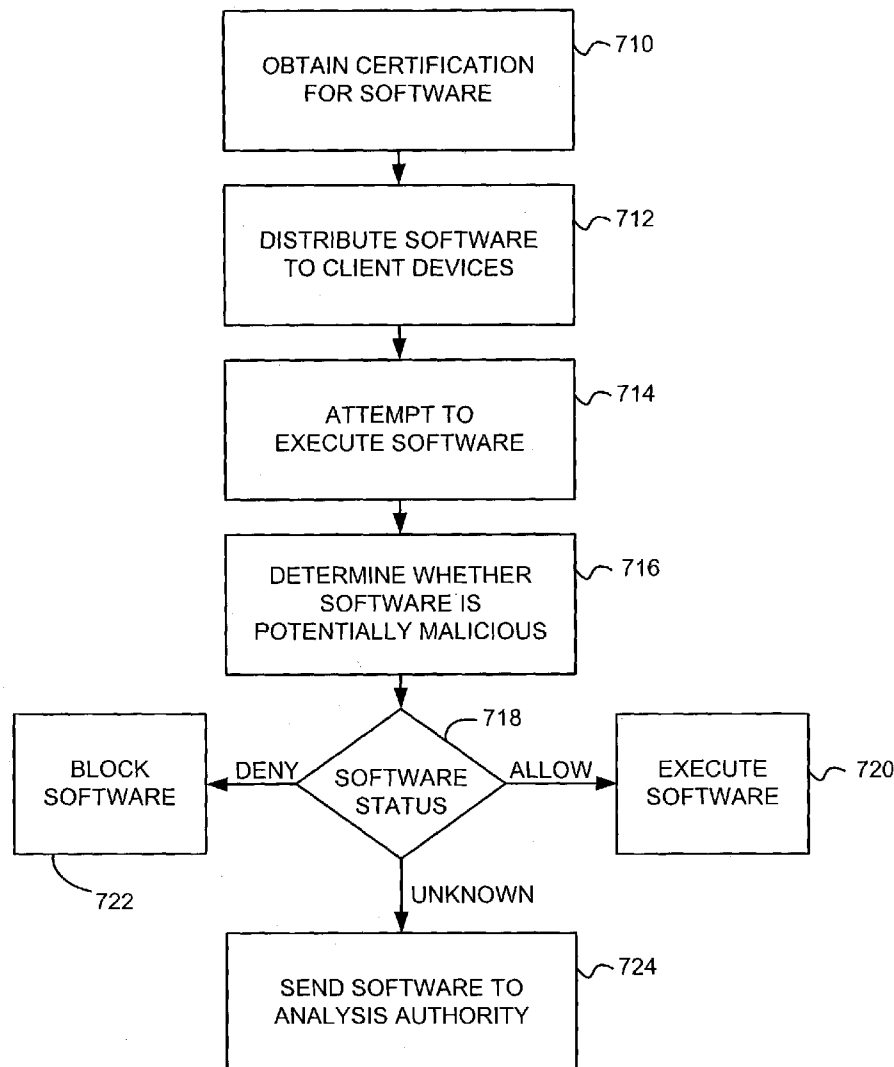 OBTAIN CERTIFICATION
FOR SOFTWARE
710
DISTRIBUTE SOFTWARE
TO CLIENT DEVICES
712
ATTEMPT TO
EXECUTE SOFTWARE
714
DETERMINE WHETHER
SOFTWARE IS
POTENTIALLY MALICIOUS
716
718
BLOCK
SOFTWARE
722
DENY
SOFTWARE
STATUS
ALLOW
EXECUTE
SOFTWARE
720
UNKNOWN
SEND SOFTWARE TO
ANALYSIS AUTHORITY
724